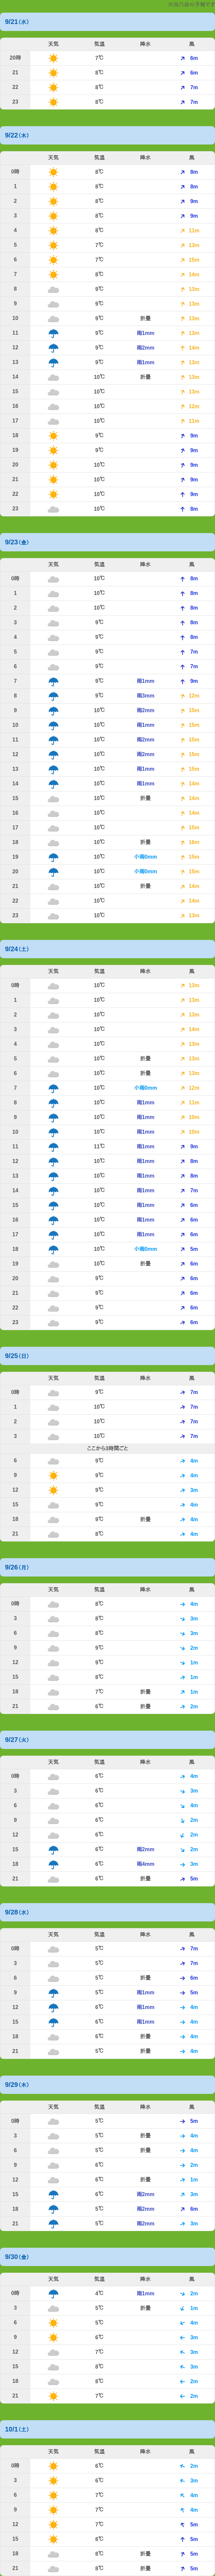 9/21(水)
天気 気温 降水 風
20時 7℃ 6m
21 8℃ 6m
22 8℃ 7m
23 8℃ 7m
9/22(木)
天気 気温 降水 風
0時 8℃ 8m
1 8℃ 8m
2 8℃ 9m
3 8℃ 9m
4 8℃ 11m
5 7℃ 13m
6 7℃ 15m
7 8℃ 14m
8 9℃ 13m
9 9℃ 13m
10 9℃ 折畳 13m
11 9℃ 雨1mm 13m
12 9℃ 雨2mm 14m
13 9℃ 雨1mm 13m
14 10℃ 折畳 13m
15 10℃ 13m
16 10℃ 12m
17 10℃ 11m
18 9℃ 9m
19 9℃ 9m
20 10℃ 9m
21 10℃ 9m
22 10℃ 9m
23 10℃ 8m
9/23(金)
天気 気温 降水 風
0時 10℃ 8m
1 10℃ 8m
2 10℃ 8m
3 9℃ 8m
4 9℃ 8m
5 9℃ 7m
6 9℃ 7m
7 9℃ 雨1mm 9m
8 9℃ 雨3mm 12m
9 10℃ 雨2mm 15m
10 10℃ 雨1mm 15m
11 10℃ 雨2mm 15m
12 10℃ 雨2mm 15m
13 10℃ 雨1mm 15m
14 10℃ 雨1mm 14m
15 10℃ 折畳 14m
16 10℃ 14m
17 10℃ 15m
18 10℃ 折畳 16m
19 10℃ 小雨0mm 15m
20 10℃ 小雨0mm 15m
21 10℃ 折畳 14m
22 10℃ 14m
23 10℃ 13m
9/24(土)
天気 気温 降水 風
0時 10℃ 13m
1 10℃ 13m
2 10℃ 13m
3 10℃ 14m
4 10℃ 13m
5 10℃ 折畳 13m
6 10℃ 折畳 13m
7 10℃ 小雨0mm 12m
8 10℃ 雨1mm 11m
9 10℃ 雨1mm 10m
10 10℃ 雨1mm 10m
11 11℃ 雨1mm 9m
12 10℃ 雨1mm 8m
13 10℃ 雨1mm 8m
14 10℃ 雨1mm 7m
15 10℃ 雨1mm 6m
16 10℃ 雨1mm 6m
17 10℃ 雨1mm 6m
18 10℃ 小雨0mm 5m
19 10℃ 折畳 6m
20 9℃ 6m
21 9℃ 6m
22 9℃ 6m
23 9℃ 6m
9/25(日)
天気 気温 降水 風
0時 9℃ 7m
1 9℃ 7m
2 10℃ 7m
3 10℃ 7m
ここから3時間ごと
6 9℃ 4m
9 9℃ 4m
12 9℃ 3m
15 9℃ 4m
18 9℃ 折畳 4m
21 8℃ 4m
9/26(月)
天気 気温 降水 風
0時 8℃ 4m
3 8℃ 3m
6 8℃ 3m
9 9℃ 2m
12 9℃ 1m
15 8℃ 1m
18 7℃ 折畳 1m
21 6℃ 折畳 2m
9/27(火)
天気 気温 降水 風
0時 6℃ 4m
3 6℃ 3m
6 6℃ 4m
9 6℃ 2m
12 6℃ 2m
15 6℃ 雨2mm 2m
18 6℃ 雨4mm 3m
21 6℃ 折畳 5m
9/28(水)
天気 気温 降水 風
0時 5℃ 7m
3 5℃ 7m
6 5℃ 折畳 6m
9 5℃ 雨1mm 5m
12 6℃ 雨1mm 4m
15 6℃ 雨1mm 4m
18 6℃ 折畳 4m
21 5℃ 折畳 4m
9/29(木)
天気 気温 降水 風
0時 5℃ 5m
3 5℃ 折畳 4m
6 5℃ 折畳 4m
9 6℃ 2m
12 6℃ 折畳 1m
15 6℃ 雨2mm 3m
18 5℃ 雨2mm 6m
21 5℃ 雨2mm 3m
9/30(金)
天気 気温 降水 風
0時 4℃ 雨1mm 2m
3 5℃ 折畳 1m
6 5℃ 4m
9 6℃ 3m
12 7℃ 3m
15 8℃ 3m
18 8℃ 2m
21 7℃ 2m
10/1(土)
天気 気温 降水 風
0時 6℃ 2m
3 6℃ 3m
6 7℃ 4m
9 7℃ 4m
12 7℃ 5m
15 8℃ 5m
18 8℃ 折畳 5m
21 8℃ 折畳 5m